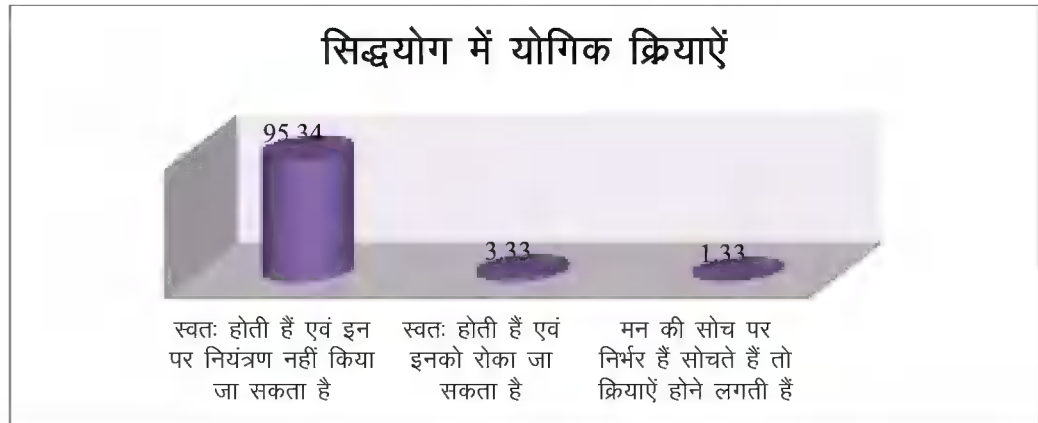 सिद्धयोग में योगिक क्रियाऐं
95.34
3.33
1.33
स्वतः होती हैं एवं इन
पर नियंत्रण नहीं किया
जा सकता है
स्वतः होती हैं एवं
इनको रोका जा
सकता है
मन की सोच पर
निर्भर हैं सोचते हैं तो
क्रियाऐं होने लगती हैं